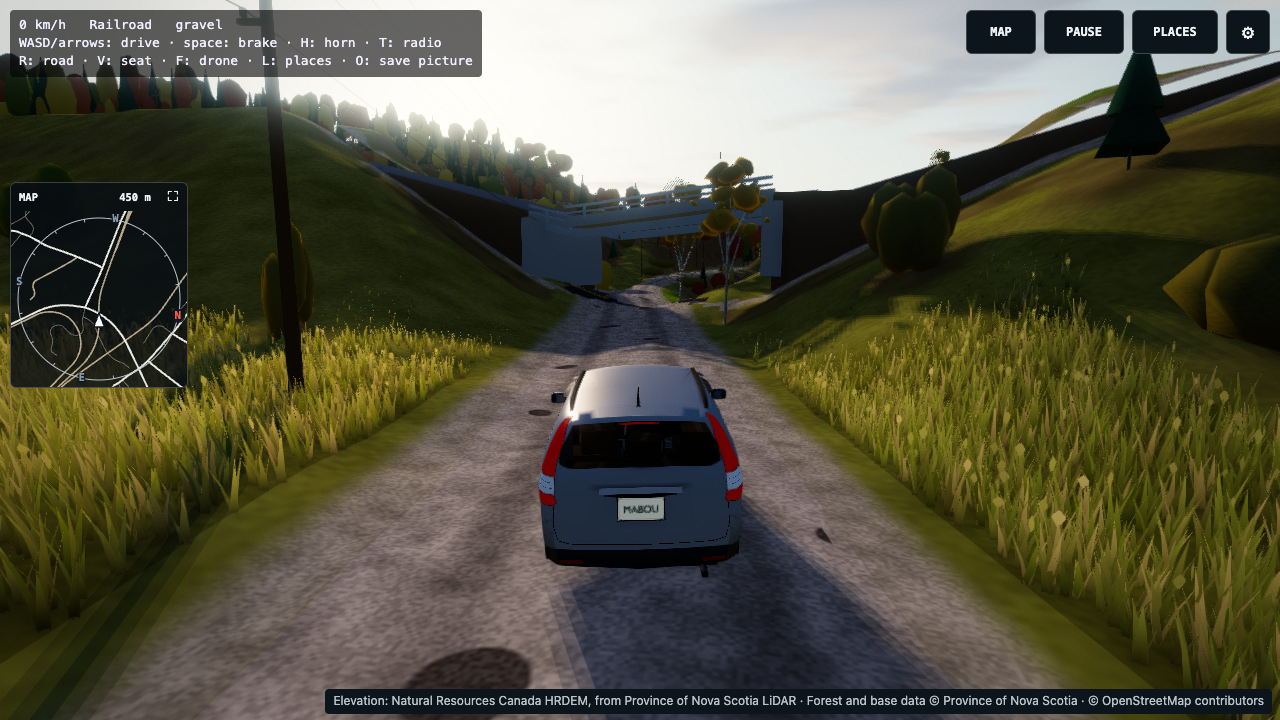 0 km/h Railroad gravel
WASD/arrows: drive · space: brake · H: horn · T: radio
R: road · V: seat · F: drone · L: places · O: save picture
MAP
PAUSE
PLACES
MAP 450 m
W
S
N
E
MABOU
Elevation: Natural Resources Canada HRDEM, from Province of Nova Scotia LiDAR · Forest and base data © Province of Nova Scotia · © OpenStreetMap contributors